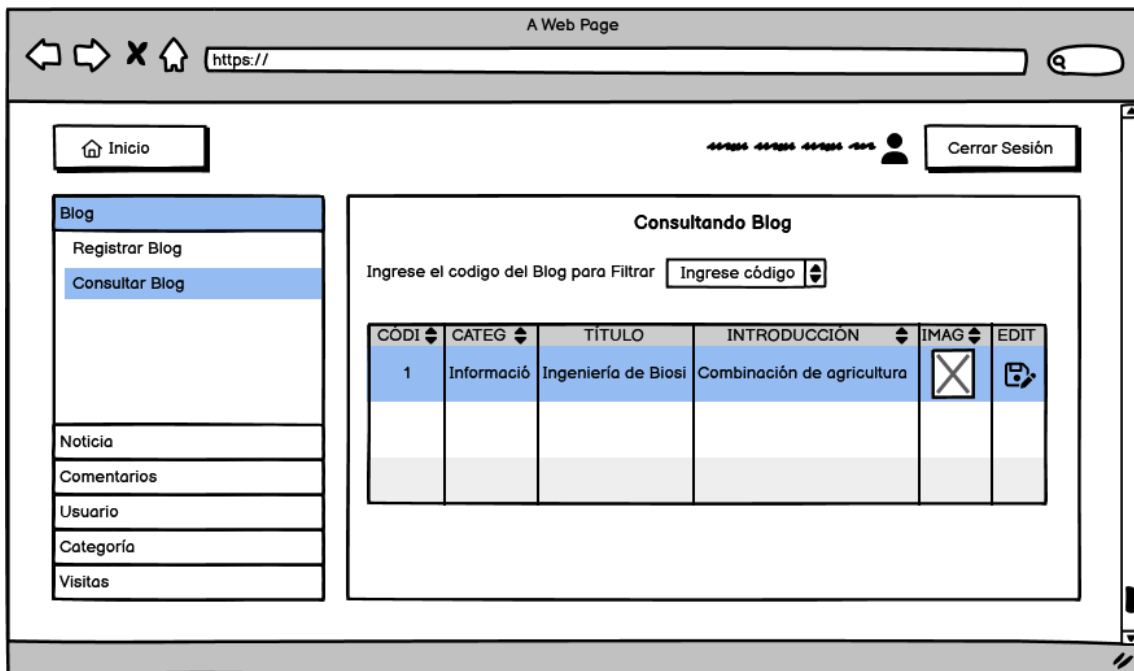 A Web Page
https://
Inicio
Cerrar Sesión
Blog
Registrar Blog
Consultar Blog
Noticia
Comentarios
Usuario
Categoría
Visitas
Consultando Blog
Ingrese el codigo del Blog para Filtrar Ingrese código
CÓDI CATEG TÍTULO INTRODUCCIÓN IMAG EDIT
1 Informació Ingeniería de Biosi Combinación de agricultura